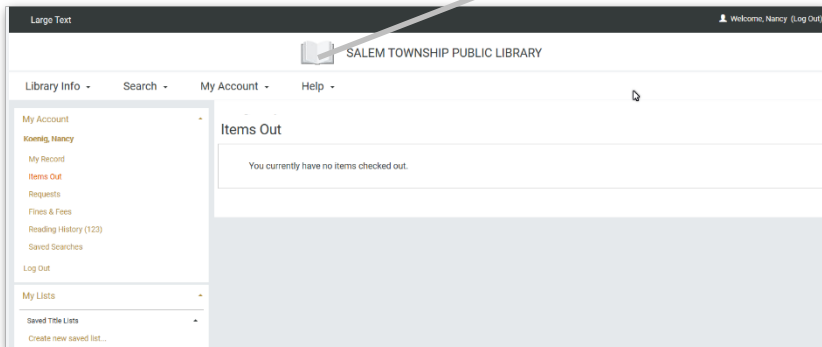 Large Text
Welcome, Nancy (Log Out)
SALEM TOWNSHIP PUBLIC LIBRARY
Library Info
Search
My Account
Help
My Account
Koenig, Nancy
My Record
Items Out
Requests
Fines & Fees
Reading History (123)
Saved Searches
Log Out
My Lists
Saved Title Lists
Create new saved list...
Items Out
You currently have no items checked out.